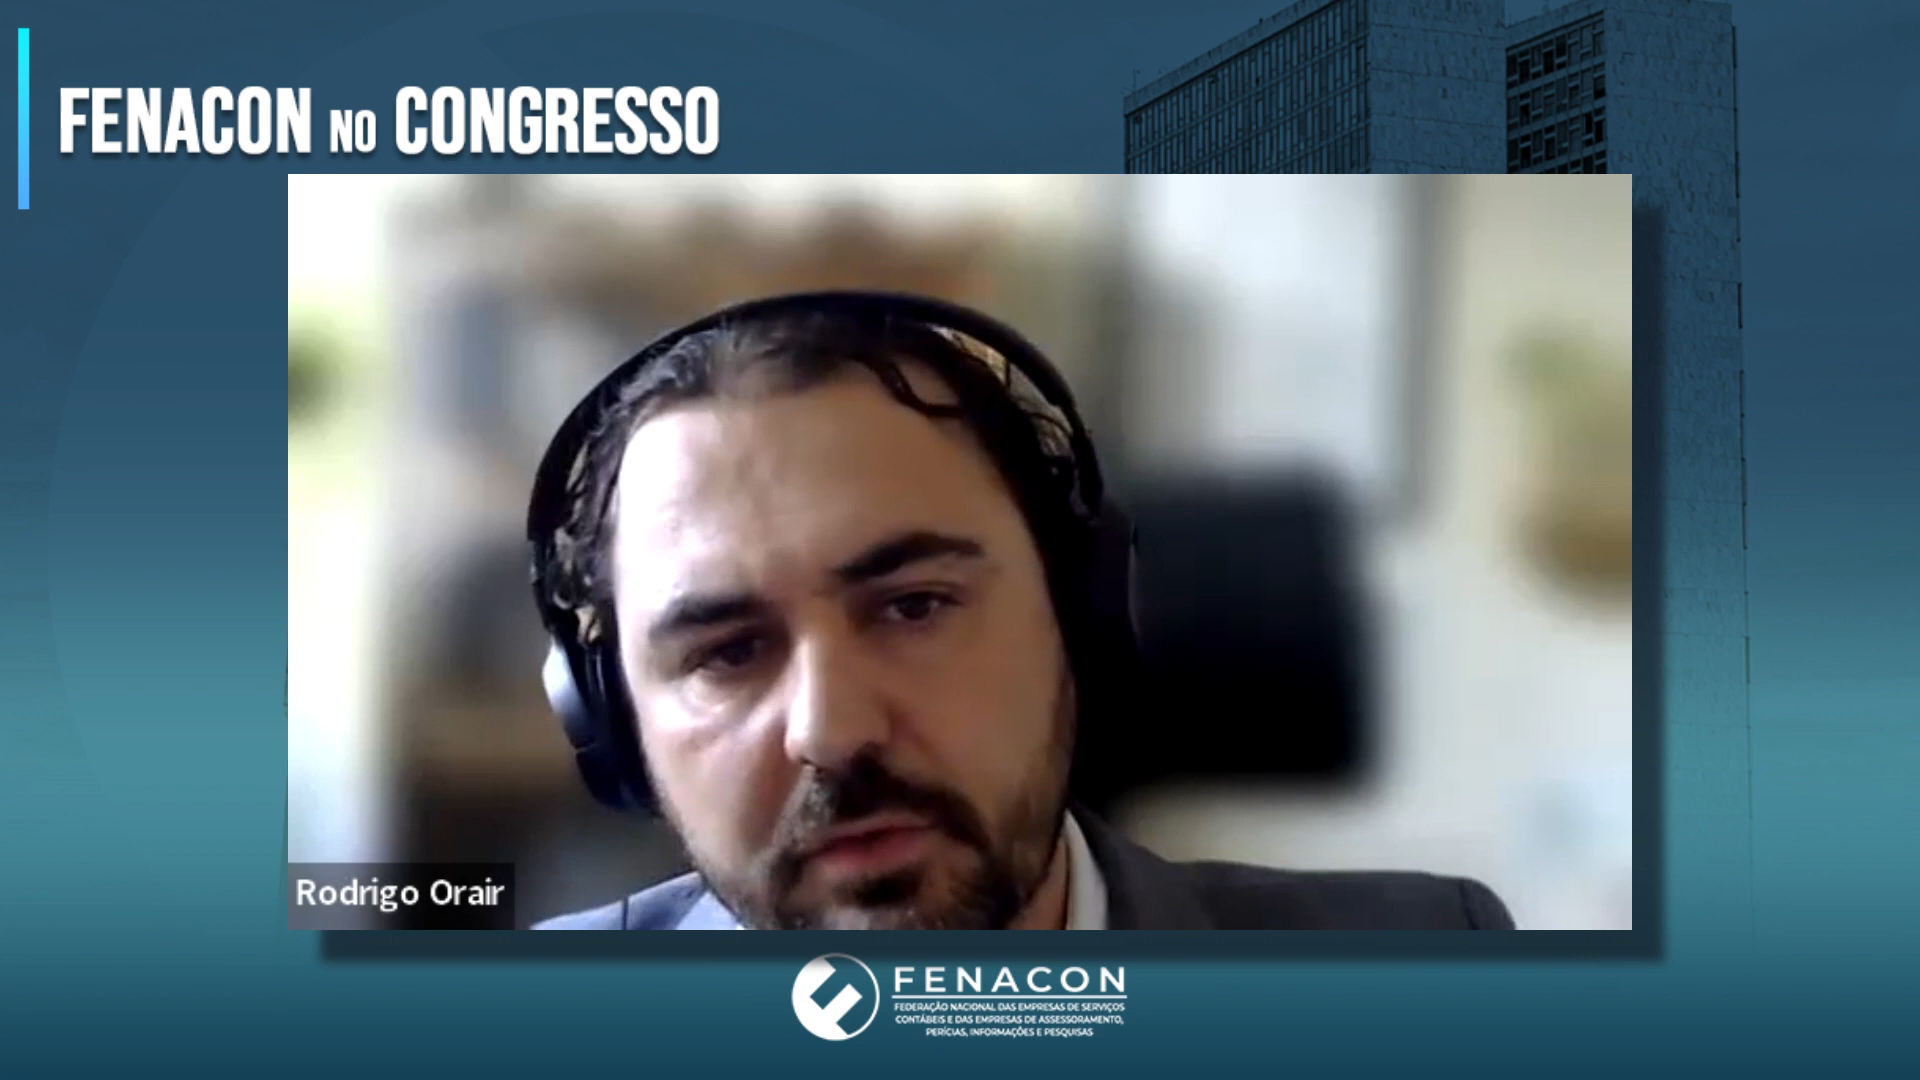 FENACON NO CONGRESSO
Rodrigo Orair
FENACON
FEDERAÇÃO NACIONAL DAS EMPRESAS DE SERVIÇOS
CONTÁBEIS E DAS EMPRESAS DE ASSESSORAMENTO,
PERÍCIAS, INFORMAÇÕES E PESQUISAS